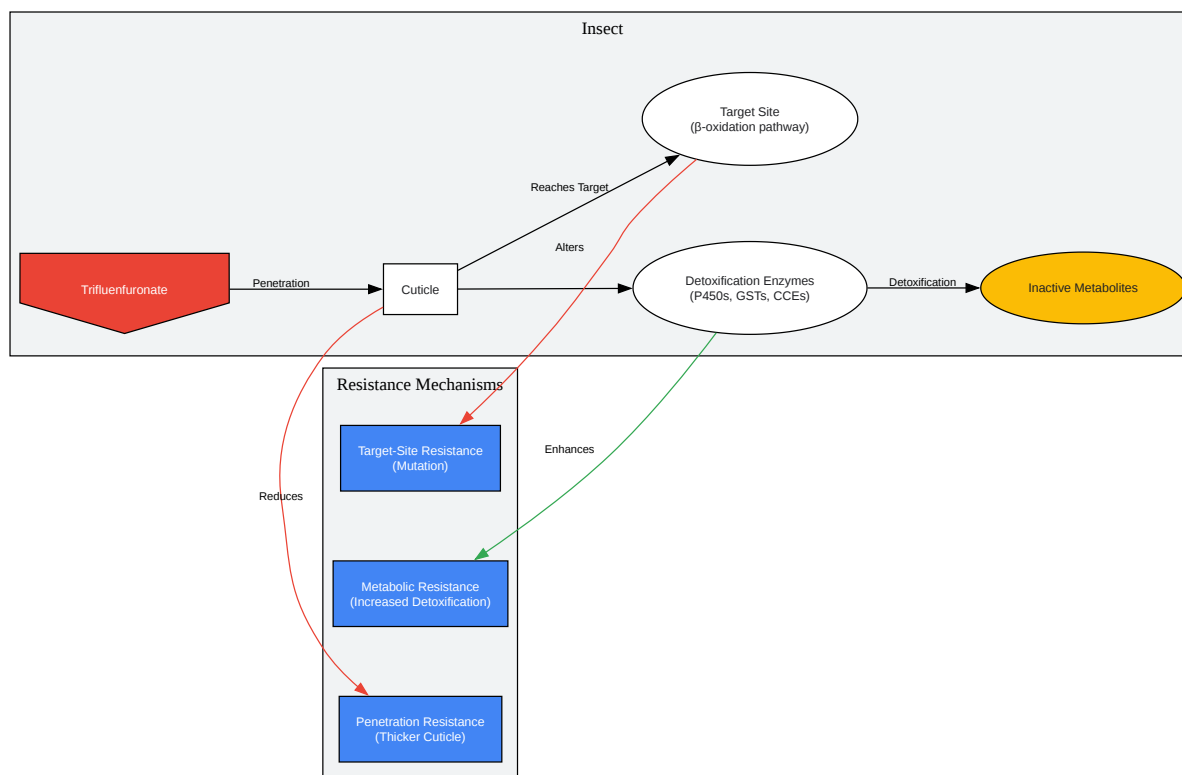 Insect
Target Site
(β-oxidation pathway)
Reaches Target
Alters
Trifluenfuronate
Penetration
Cuticle
Detoxification Enzymes
(P450s, GSTs, CCEs)
Detoxification
Inactive Metabolites
Resistance Mechanisms
Target-Site Resistance
(Mutation)
Enhances
Reduces
Metabolic Resistance
(Increased Detoxification)
Penetration Resistance
(Thicker Cuticle)